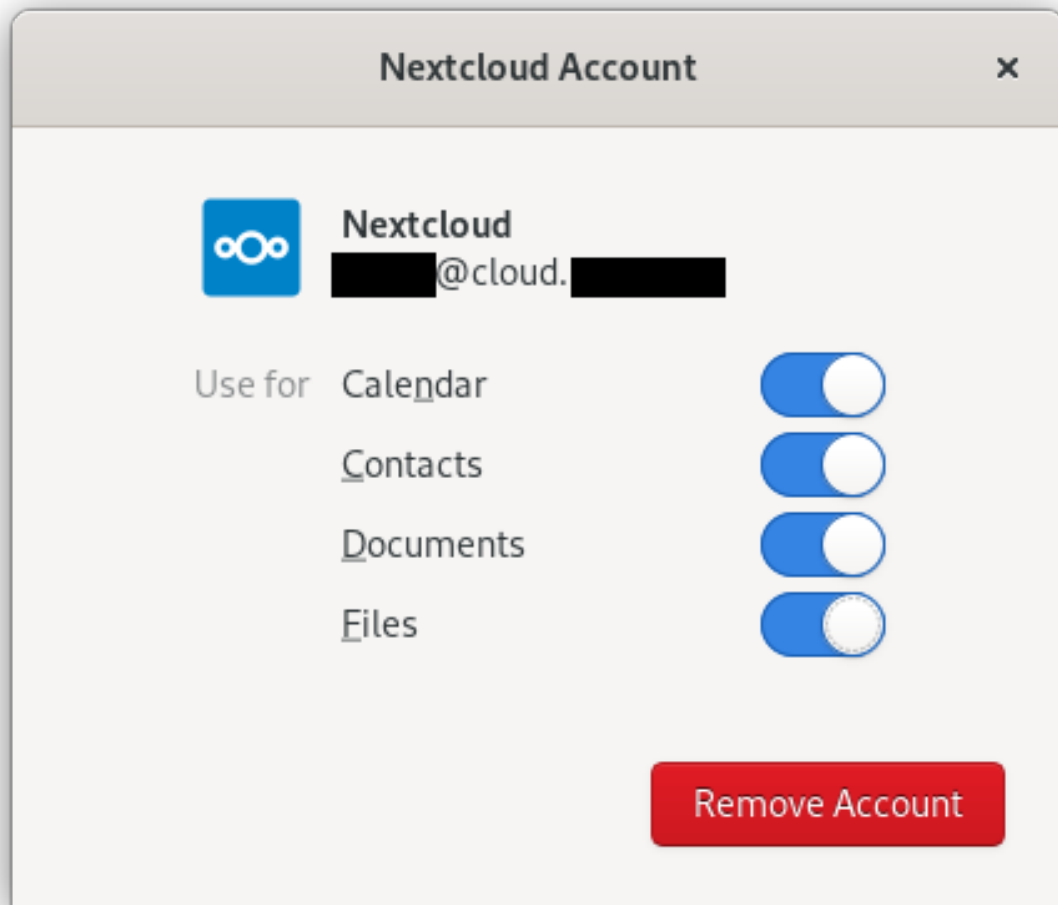 Nextcloud Account
Nextcloud
@cloud.
Use for Calendar
Contacts
Documents
Files
Remove Account